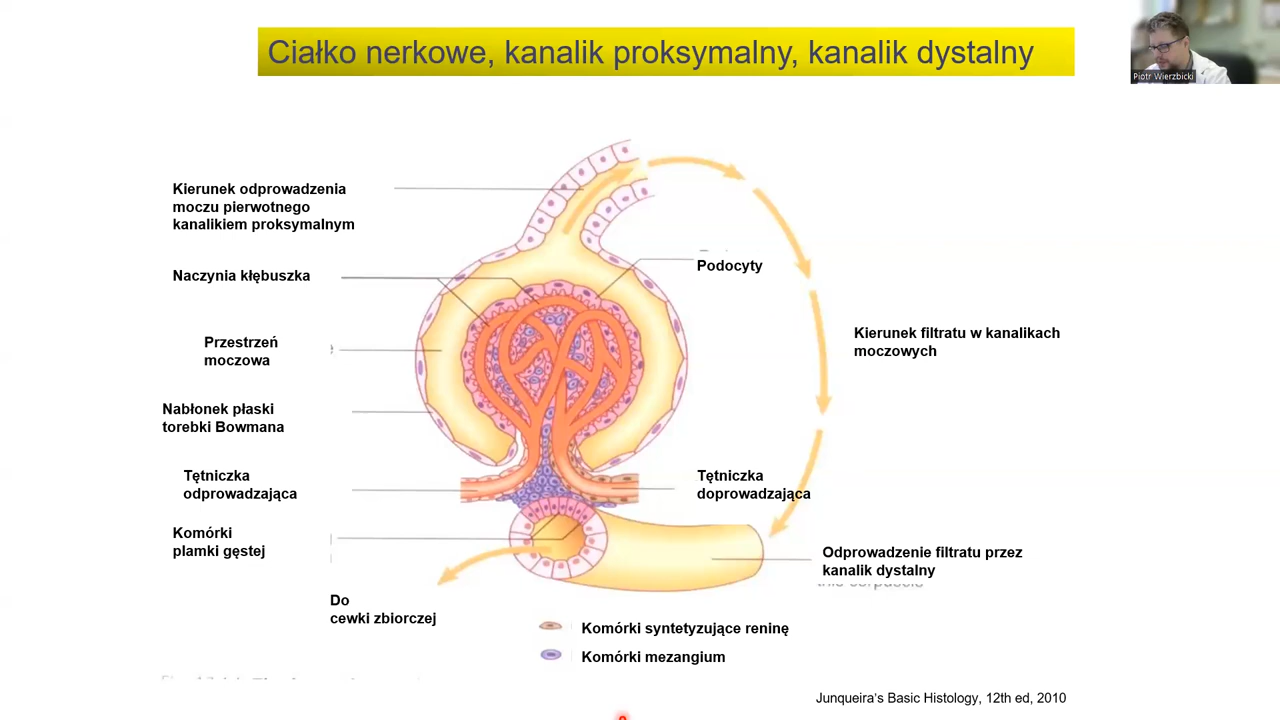 Ciałko nerkowe, kanalik proksymalny, kanalik dystalny
Piotr Wierzbicki
Kierunek odprowadzenia
moczu pierwotnego
kanalikiem proksymalnym
Naczynia kłębuszka
Podocyty
Przestrzeń
moczowa
Kierunek filtratu w kanalikach
moczowych
Nabłonek płaski
torebki Bowmana
Tętniczka
odprowadzająca
Tętniczka
doprowadzająca
Komórki
plamki gęstej
Odprowadzenie filtratu przez
kanalik dystalny
Do
cewki zbiorczej
Komórki syntetyzujące reninę
Komórki mezangium
Junqueira's Basic Histology, 12th ed, 2010